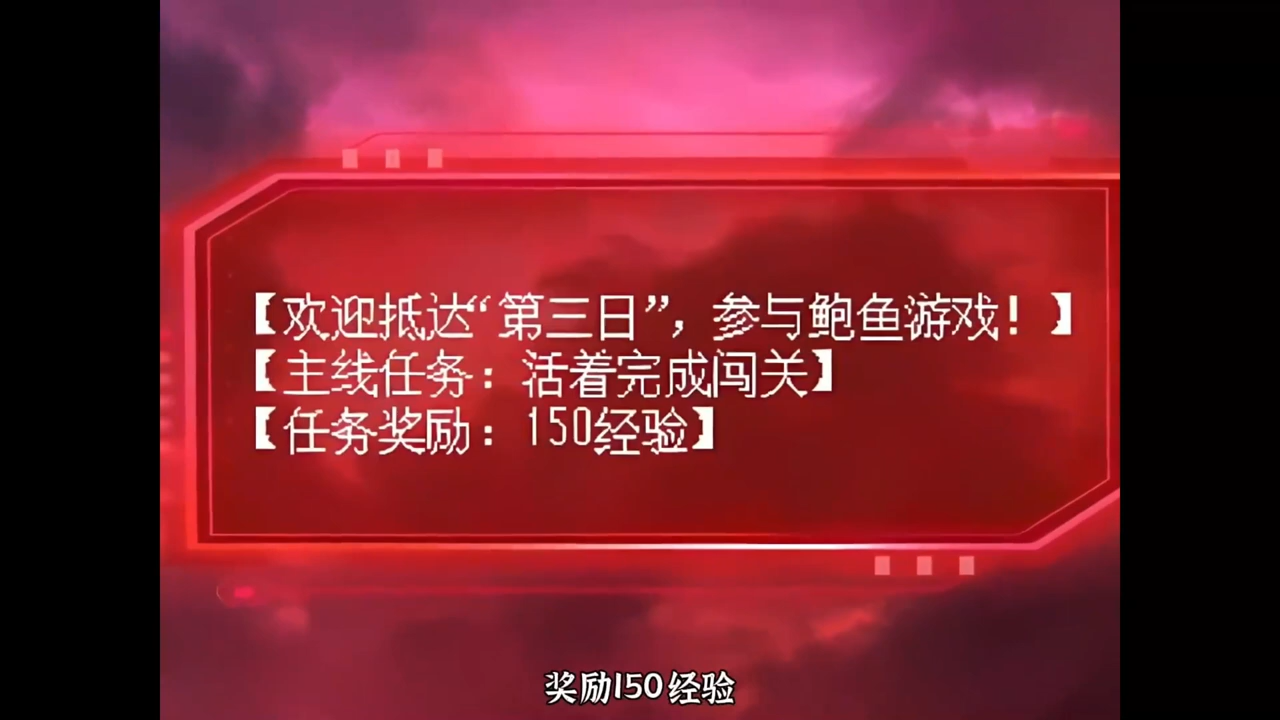 【欢迎抵达“第三日”，参与鲍鱼游戏！】
【主线任务：活着完成闯关】
【任务奖励：150经验】
奖励150经验